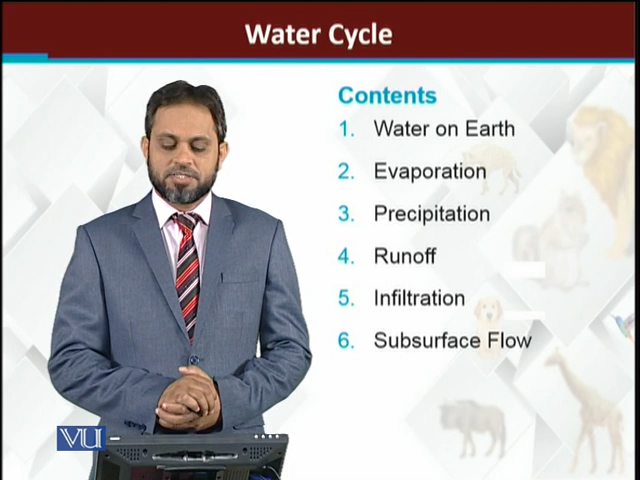 Water Cycle
Contents
1. Water on Earth
2. Evaporation
3. Precipitation
4. Runoff
5. Infiltration
6. Subsurface Flow
VU